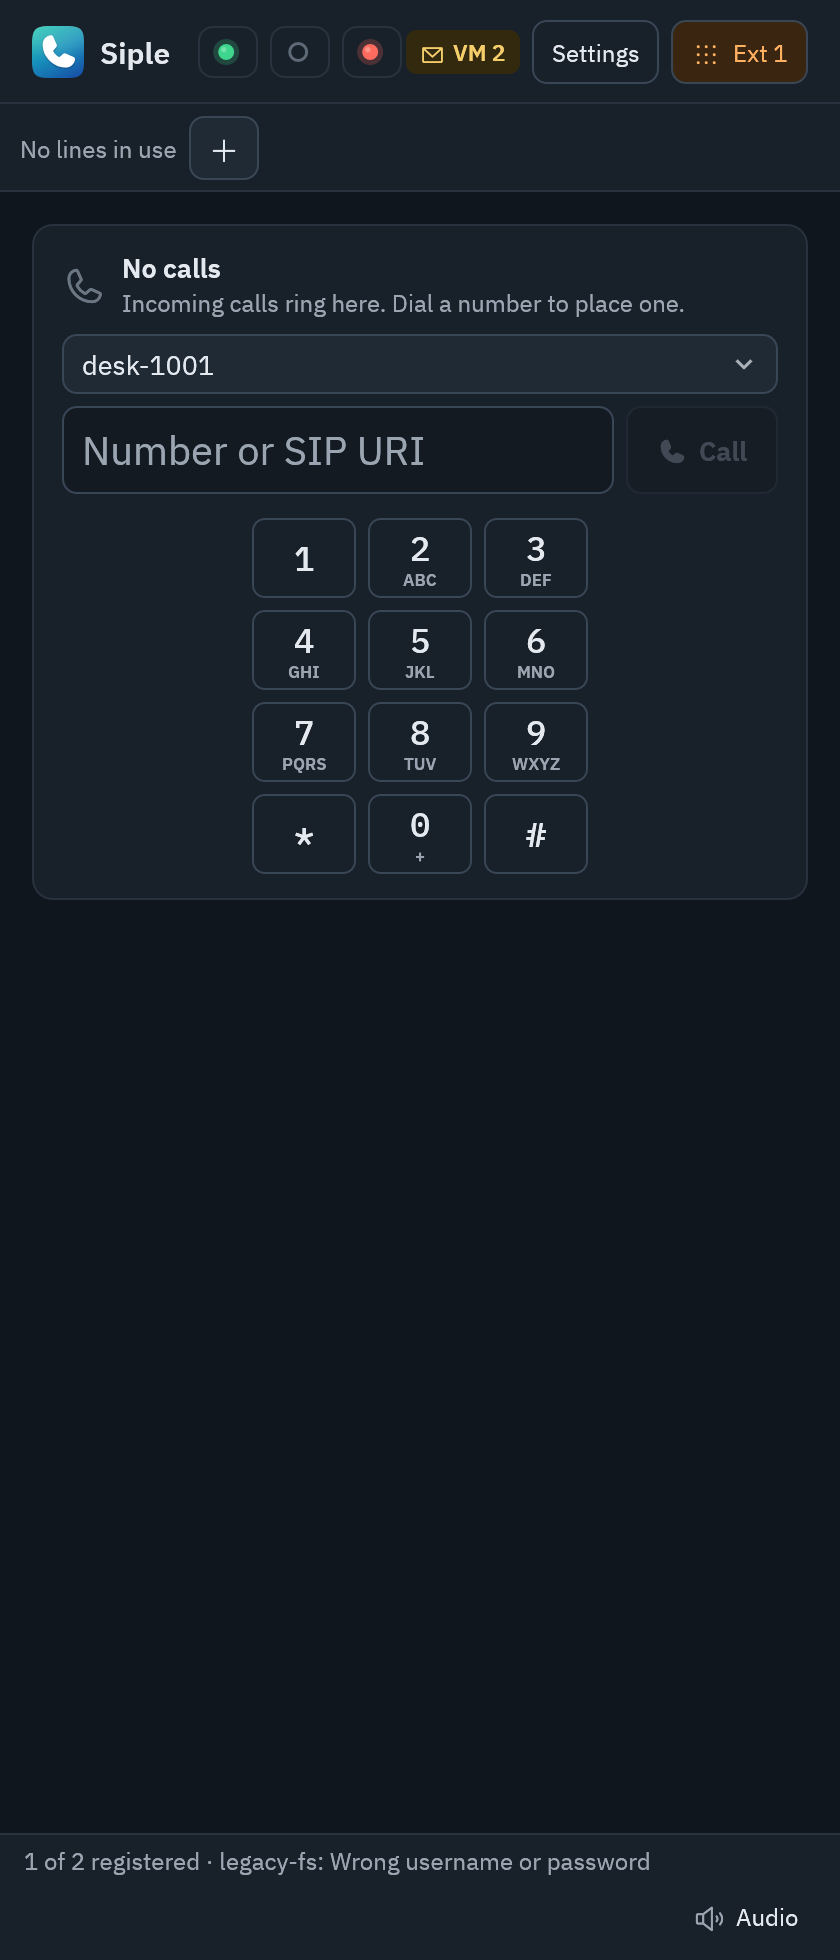 Siple
VM 2
Settings
Ext 1
No lines in use
No calls
Incoming calls ring here. Dial a number to place one.
desk-1001
Number or SIP URI
Call
1
2
ABC
3
DEF
4
GHI
5
JKL
6
MNO
7
PQRS
8
TUV
9
WXYZ
*
0
+
#
1 of 2 registered · legacy-fs: Wrong username or password
Audio